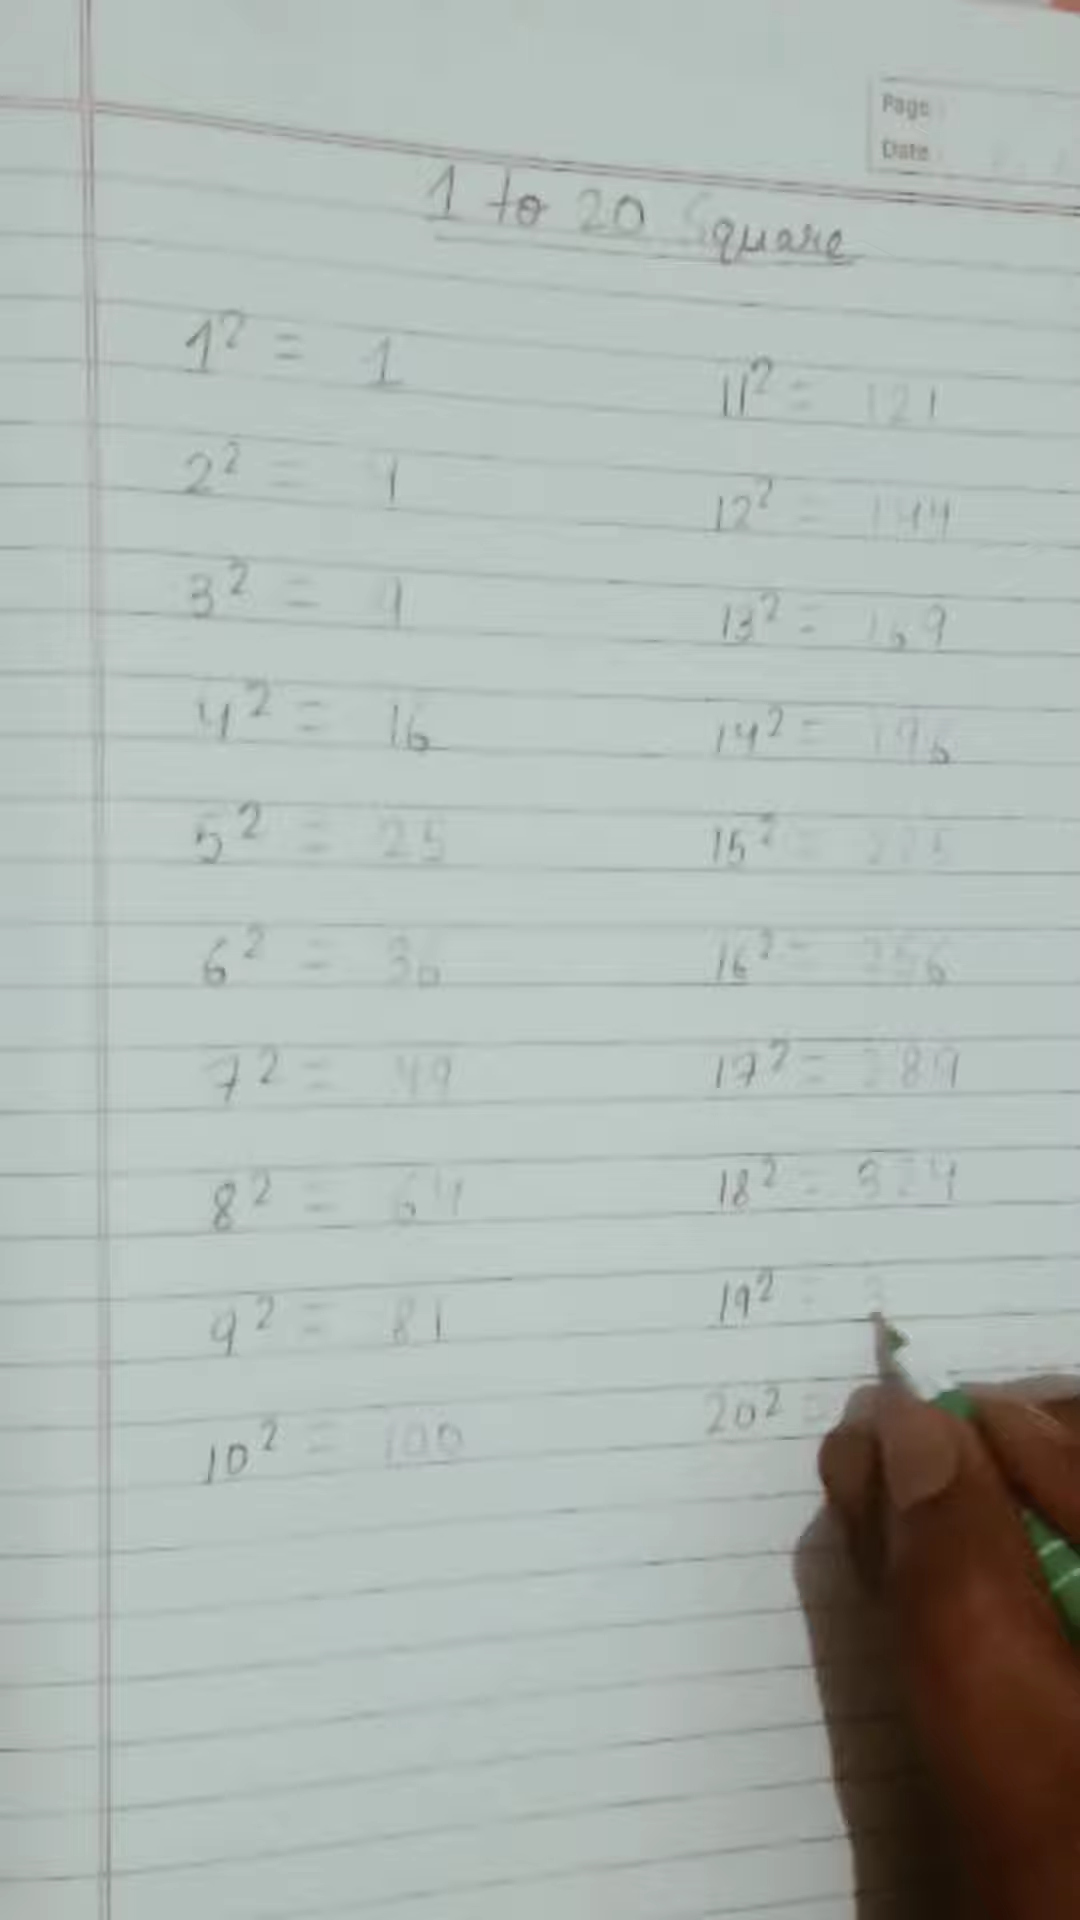 Page :
Date :
1 to 20 Square
1² = 1
2² = 1
3² = 9
4² = 16
5² = 25
6² = 36
7² = 49
8² = 64
9² = 81
10² = 100
11² = 121
12² = 144
13² = 169
14² = 196
15² = 225
16² = 256
17² = 289
18² = 324
19² = 3
20² =